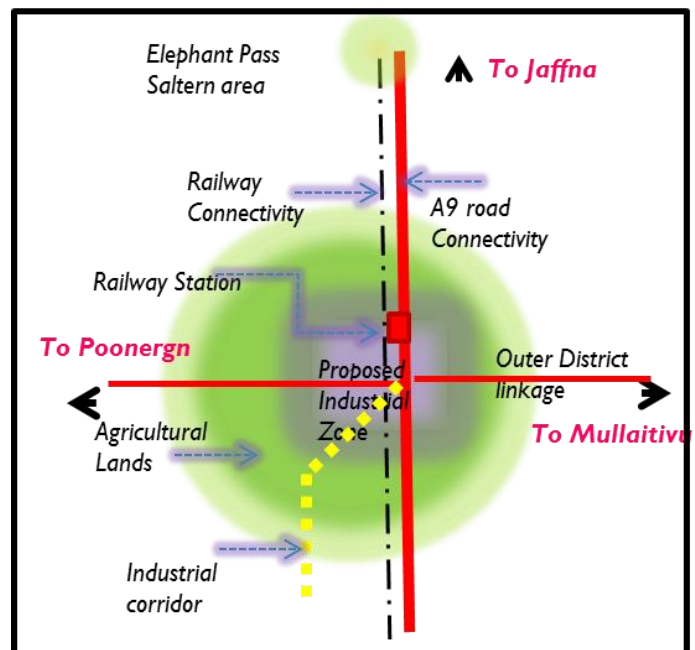 Elephant Pass
Saltern area
To Jaffna
Railway
Connectivity
A9 road
Connectivity
Railway Station
To Poonergn
Outer District
linkage
Proposed
Industrial
Zone
Agricultural
Lands
To Mullaitivu
Industrial
corridor